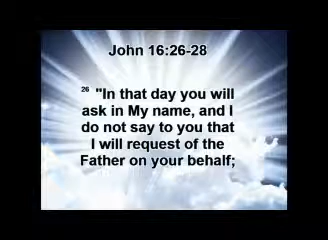 John 16:26-28
26 "In that day you will
ask in My name, and I
do not say to you that
I will request of the
Father on your behalf;